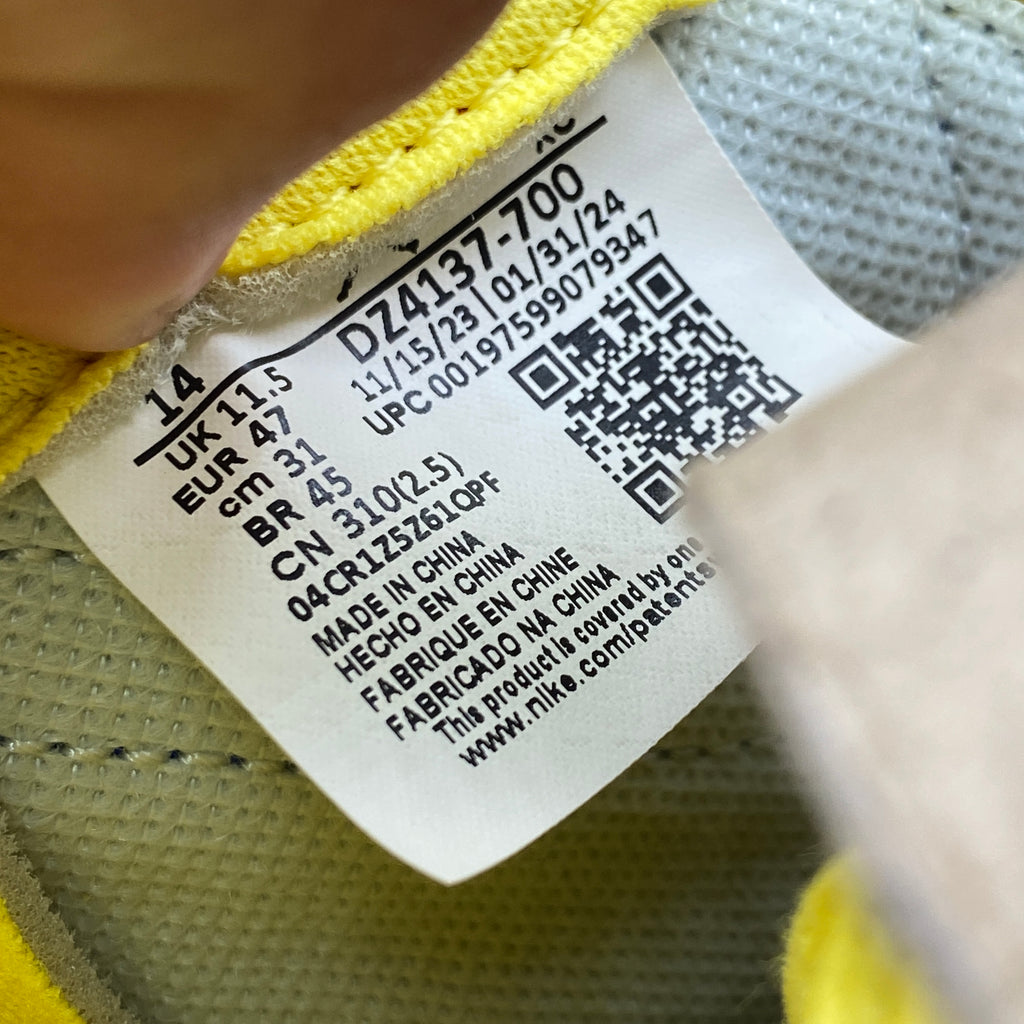 XC
14
DZ4137-700
UK 11.5
11/15/23 | 01/31/24
EUR 47
UPC 00197599079347
cm 31
BR 45
CN 310(2.5)
04CR1Z5Z61QPF
MADE IN CHINA
HECHO EN CHINA
FABRIQUE EN CHINE
FABRICADO NA CHINA
This product is covered by one
www.nike.com/patents